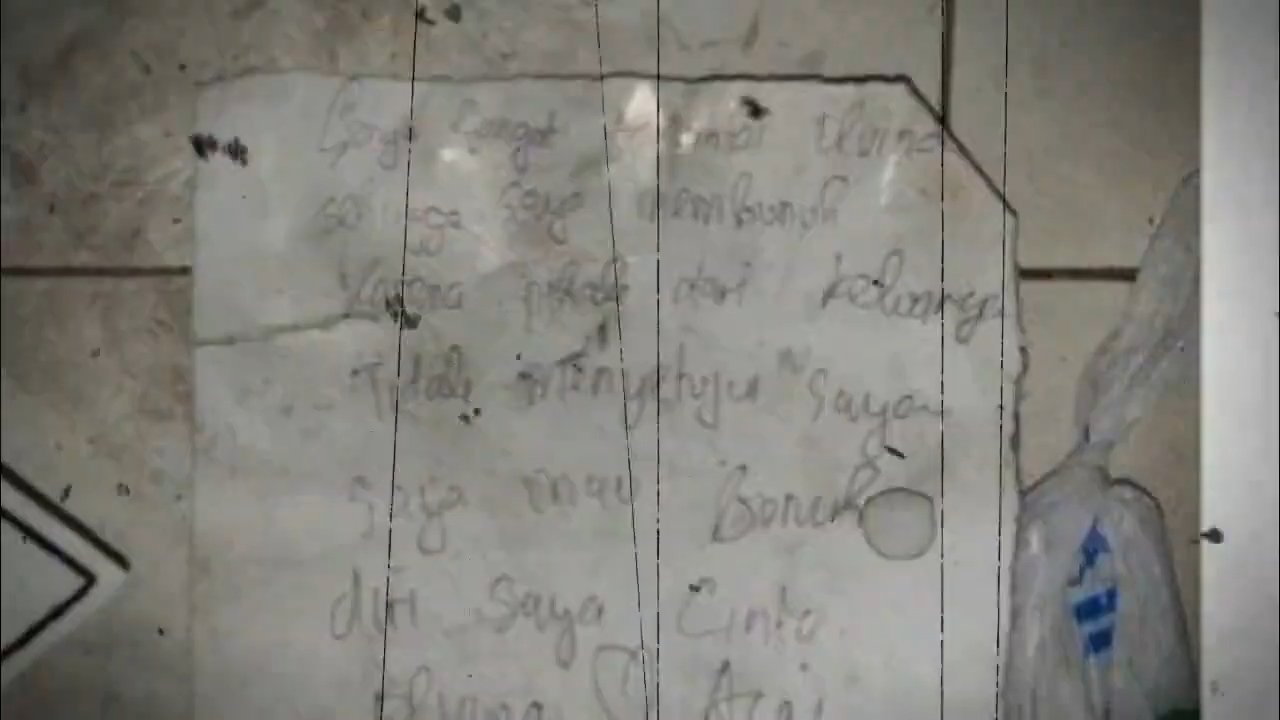 Saya Sangat
sehingga saya membunuh
Karena pihak dari keluarga
Tidak menyetujui saya
saya mau Bunuh
diri saya Cinta